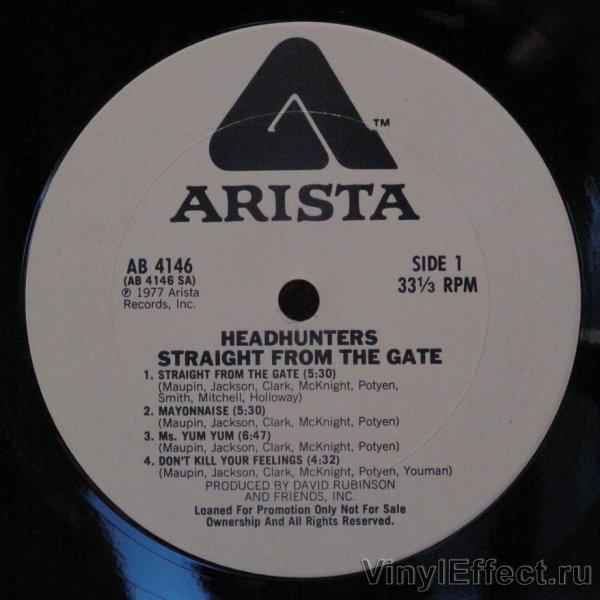 ™
ARISTA
AB 4146
(AB 4146 SA)
℗ 1977 Arista
Records, Inc.
SIDE 1
33⅓ RPM
HEADHUNTERS
STRAIGHT FROM THE GATE
1. STRAIGHT FROM THE GATE (5:30)
(Maupin, Jackson, Clark, McKnight, Potyen,
Smith, Mitchell, Holloway)
2. MAYONNAISE (5:30)
(Maupin, Jackson, Clark, McKnight, Potyen)
3. Ms. YUM YUM (6:47)
(Maupin, Jackson, Clark, McKnight, Potyen)
4. DON'T KILL YOUR FEELINGS (4:32)
(Maupin, Jackson, Clark, McKnight, Potyen, Youman)
PRODUCED BY DAVID RUBINSON
AND FRIENDS, INC.
Loaned For Promotion Only Not For Sale
Ownership And All Rights Reserved.
VinylEffect.ru